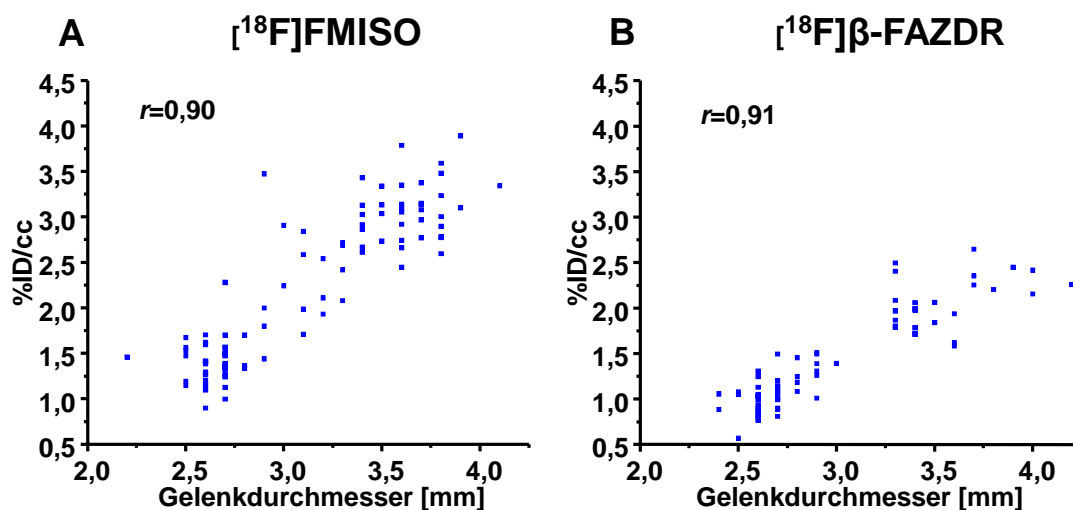 A [¹⁸F]FMISO
4,5
4,0
3,5
3,0
2,5
2,0
1,5
1,0
0,5
%ID/cc
r=0,90
2,0 2,5 3,0 3,5 4,0
Gelenkdurchmesser [mm]
B [¹⁸F]β-FAZDR
4,5
4,0
3,5
3,0
2,5
2,0
1,5
1,0
0,5
%ID/cc
r=0,91
2,0 2,5 3,0 3,5 4,0
Gelenkdurchmesser [mm]